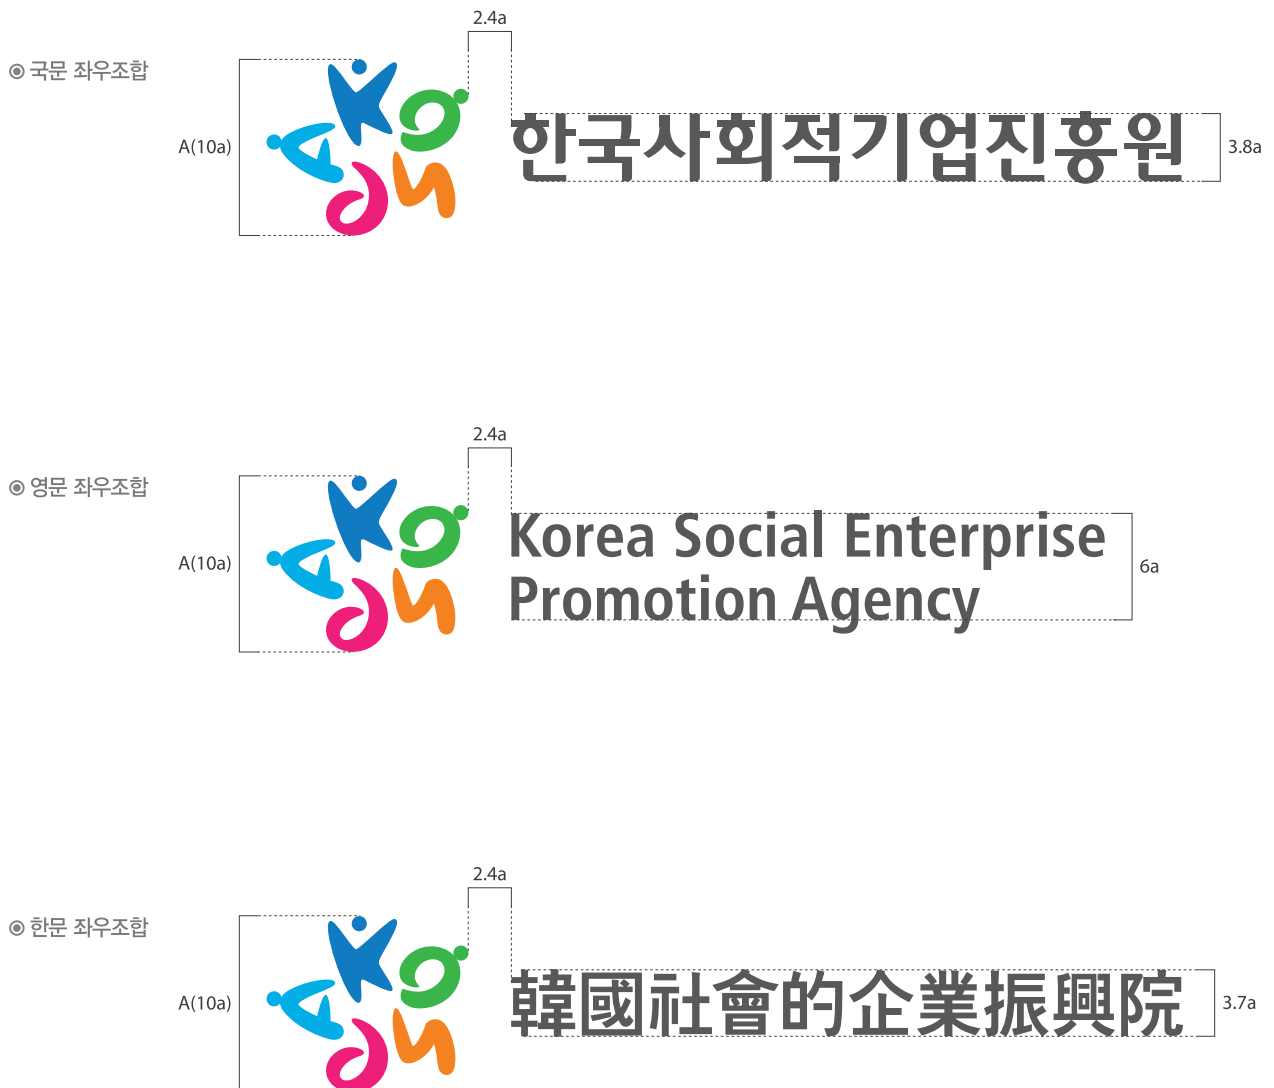 2.4a
◉ 국문 좌우조합
A(10a)
한국사회적기업진흥원
3.8a
2.4a
◉ 영문 좌우조합
A(10a)
Korea Social Enterprise
Promotion Agency
6a
2.4a
◉ 한문 좌우조합
A(10a)
韓國社會的企業振興院
3.7a